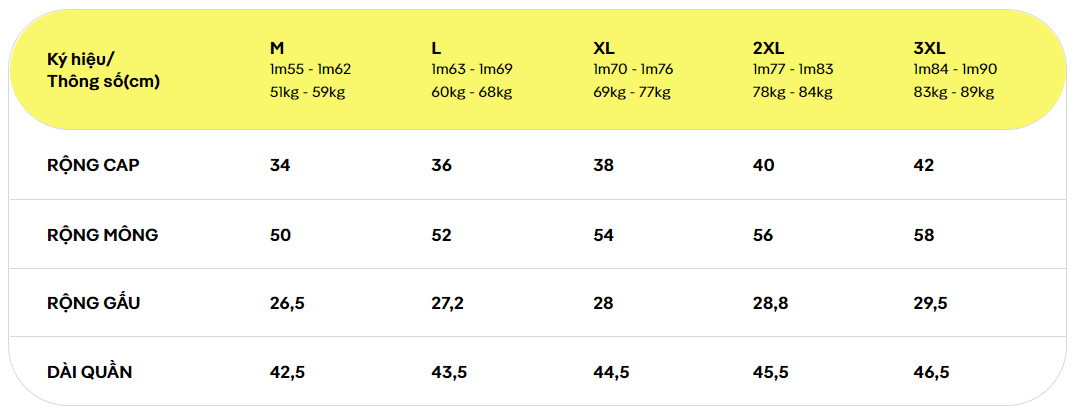 Ký hiệu/
Thông số(cm)
M
1m55 - 1m62
51kg - 59kg
L
1m63 - 1m69
60kg - 68kg
XL
1m70 - 1m76
69kg - 77kg
2XL
1m77 - 1m83
78kg - 84kg
3XL
1m84 - 1m90
83kg - 89kg
RỘNG CAP 34 36 38 40 42
RỘNG MÔNG 50 52 54 56 58
RỘNG GẤU 26,5 27,2 28 28,8 29,5
DÀI QUẦN 42,5 43,5 44,5 45,5 46,5